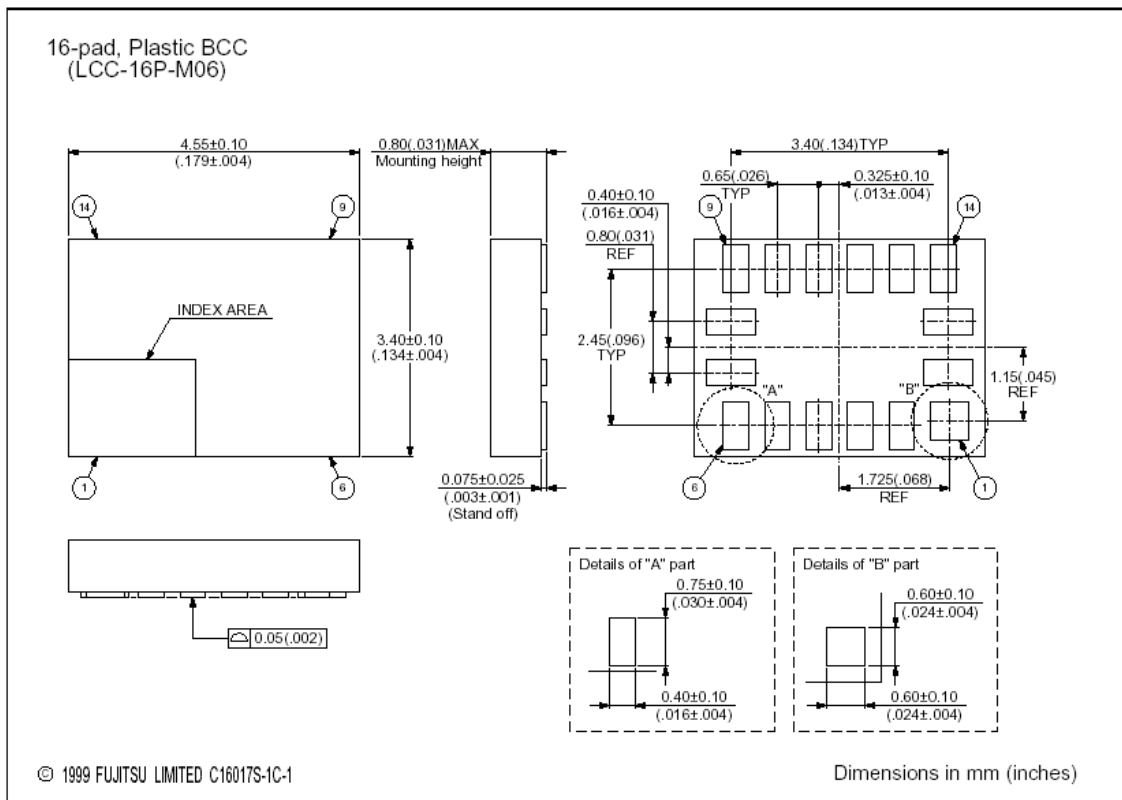 16-pad, Plastic BCC
(LCC-16P-M06)
4.55±0.10
(.179±.004)
0.80(.031)MAX
Mounting height
3.40(.134)TYP
0.65(.026)
TYP
0.325±0.10
(.013±.004)
0.40±0.10
(.016±.004)
0.80(.031)
REF
14
9
9
14
INDEX AREA
3.40±0.10
(.134±.004)
2.45(.096)
TYP
1.15(.045)
REF
"A"
"B"
1
6
0.075±0.025
(.003±.001)
(Stand off)
6
1.725(.068)
REF
1
Details of "A" part
0.75±0.10
(.030±.004)
0.40±0.10
(.016±.004)
Details of "B" part
0.60±0.10
(.024±.004)
0.60±0.10
(.024±.004)
0.05(.002)
© 1999 FUJITSU LIMITED C16017S-1C-1
Dimensions in mm (inches)